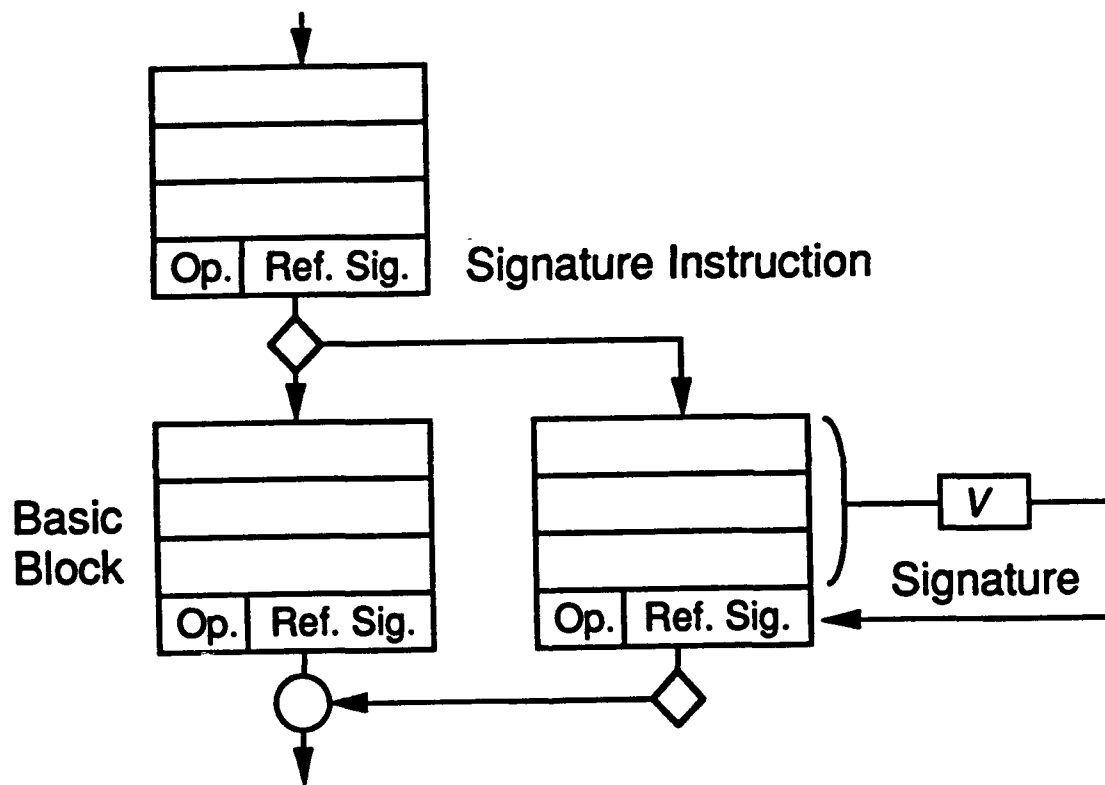 Op. Ref. Sig. Signature Instruction
Basic
Block
V
Signature
Op. Ref. Sig.
Op. Ref. Sig.